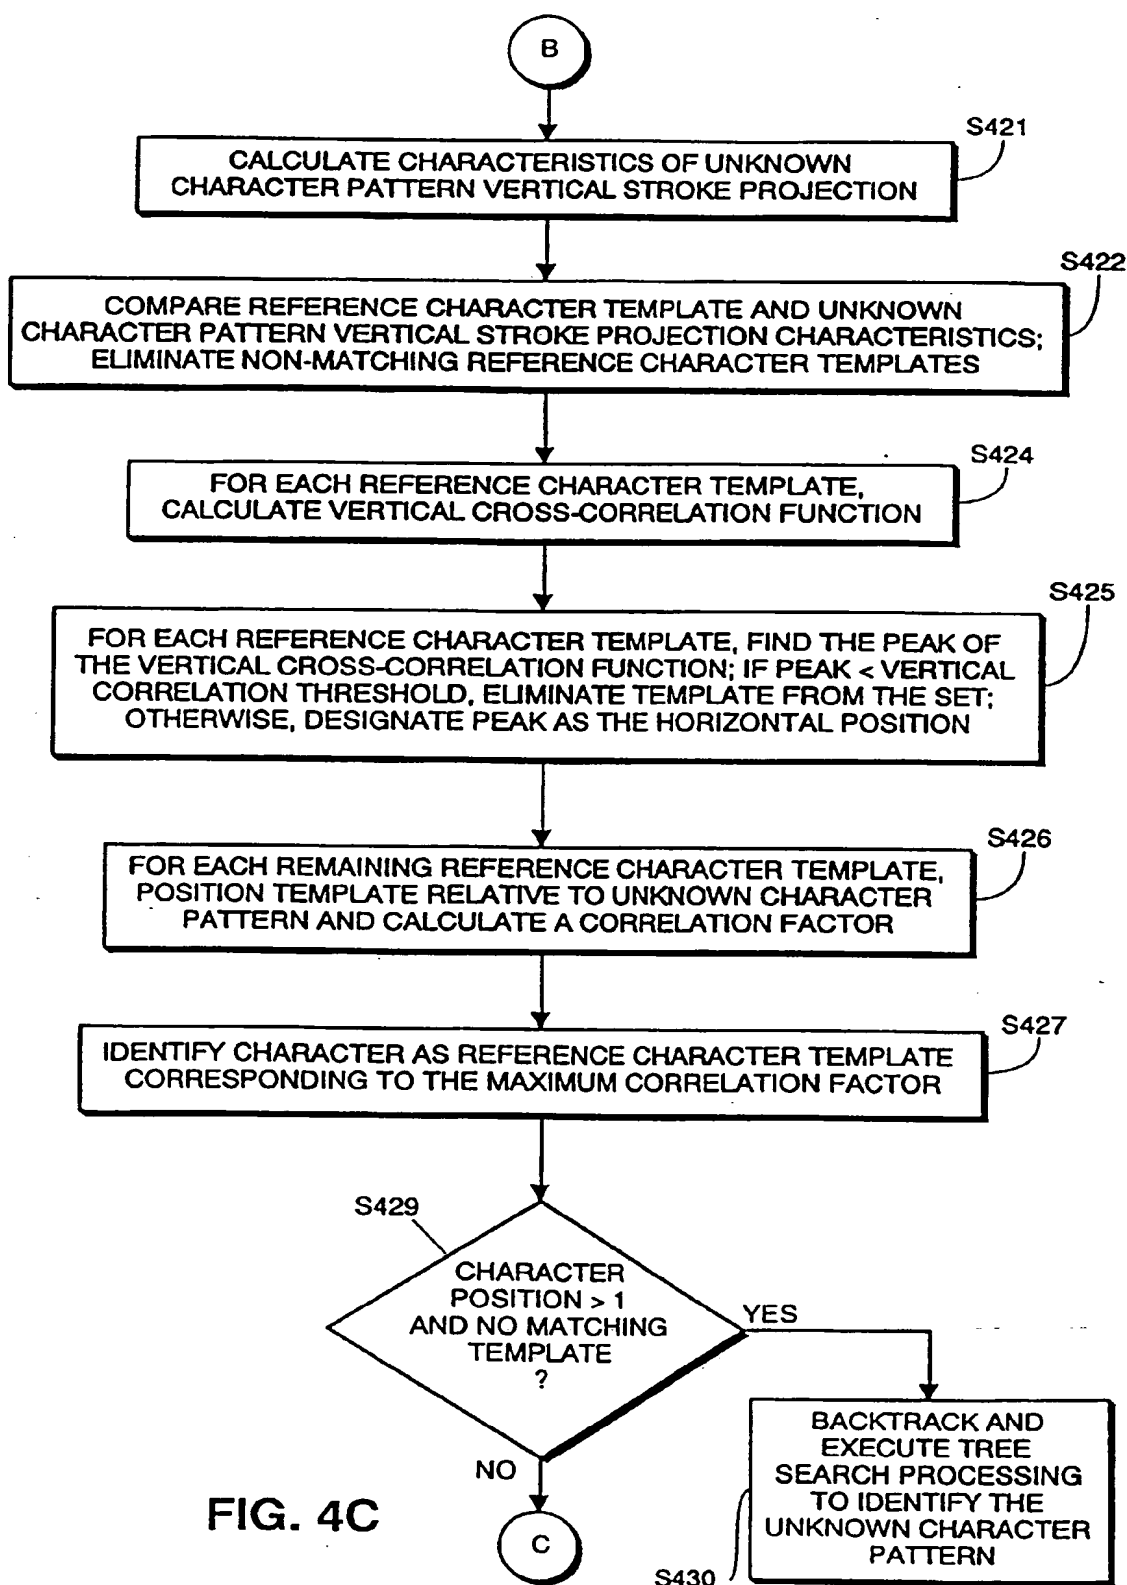 B
S421
CALCULATE CHARACTERISTICS OF UNKNOWN
CHARACTER PATTERN VERTICAL STROKE PROJECTION
S422
COMPARE REFERENCE CHARACTER TEMPLATE AND UNKNOWN
CHARACTER PATTERN VERTICAL STROKE PROJECTION CHARACTERISTICS;
ELIMINATE NON-MATCHING REFERENCE CHARACTER TEMPLATES
S424
FOR EACH REFERENCE CHARACTER TEMPLATE,
CALCULATE VERTICAL CROSS-CORRELATION FUNCTION
S425
FOR EACH REFERENCE CHARACTER TEMPLATE, FIND THE PEAK OF
THE VERTICAL CROSS-CORRELATION FUNCTION; IF PEAK < VERTICAL
CORRELATION THRESHOLD, ELIMINATE TEMPLATE FROM THE SET;
OTHERWISE, DESIGNATE PEAK AS THE HORIZONTAL POSITION
S426
FOR EACH REMAINING REFERENCE CHARACTER TEMPLATE,
POSITION TEMPLATE RELATIVE TO UNKNOWN CHARACTER
PATTERN AND CALCULATE A CORRELATION FACTOR
S427
IDENTIFY CHARACTER AS REFERENCE CHARACTER TEMPLATE
CORRESPONDING TO THE MAXIMUM CORRELATION FACTOR
S429
CHARACTER
POSITION > 1
AND NO MATCHING
TEMPLATE
?
YES
NO
BACKTRACK AND
EXECUTE TREE
SEARCH PROCESSING
TO IDENTIFY THE
UNKNOWN CHARACTER
PATTERN
S430
C
FIG. 4C